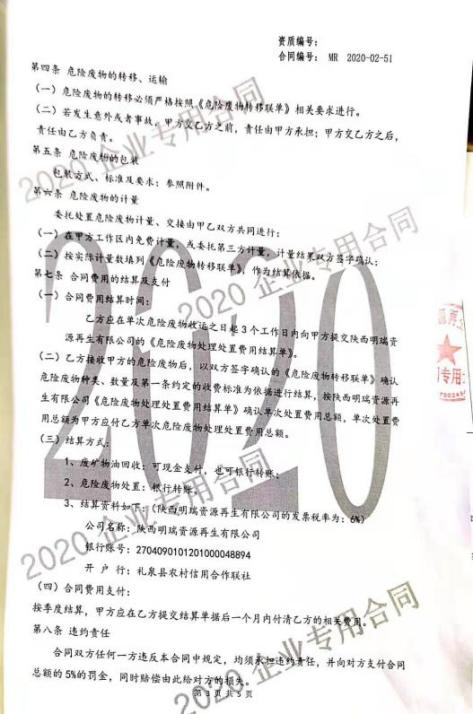 资质编号:
合同编号: MR 2020-02-51
第四条 危险废物的转移、运输
(一) 危险废物的转移必须严格按照《危险废物转移联单》相关要求进行。
(二) 若发生意外或者事故，甲方交乙方之前，责任由甲方承担; 甲方交乙方之后，
责任由乙方负责。
第五条 危险废物的包装
包装方式、标准及要求: 参照附件。
第六条 危险废物的计量
委托处置危险废物计量、交接由甲乙双方共同进行:
(一) 在甲方工作区内免费计量，或委托第三方计量，计量结果双方签字确认;
(二) 按实际计量数填列《危险废物转移联单》，作为结算依据。
第七条 合同费用的结算及支付
(一) 合同费用结算时间:
乙方应在单次危险废物收运之日起 3 个工作日内向甲方提交陕西明瑞资
源再生有限公司的《危险废物处理处置费用结算单》。
(二) 乙方接收甲方的危险废物后，以双方签字确认的《危险废物转移联单》确认
危险废物种类、数量及第一条约定的收费标准为依据进行结算，按陕西明瑞资源再
生有限公司《危险废物处理处置费用结算单》确认单次处置费用总额，单次处置费
用总额为甲方应付乙方单次危险废物处理处置费用总额。
(三) 结算方式:
1、废矿物油回收: 可现金支付，也可银行转账。
2、危险废物处置: 银行转账。
3、结算资料如下: (陕西明瑞资源再生有限公司的发票税率为: 6%)
公司名称: 陕西明瑞资源再生有限公司
银行账号: 2704090101201000048894
开 户 行: 礼泉县农村信用合作联社
(四) 合同费用支付:
按季度结算，甲方应在乙方提交结算单据后一个月内付清乙方的相关费用.
第八条 违约责任
合同双方任何一方违反本合同中规定，均须承担违约责任，并向对方支付合同
总额的 5%的罚金，同时赔偿由此给对方的损失。
第 3 页 共 5 页
2020 企业专用合同
2020 企业专用合同
2020 企业专用合同
2020 企业专用合同
2020
专用